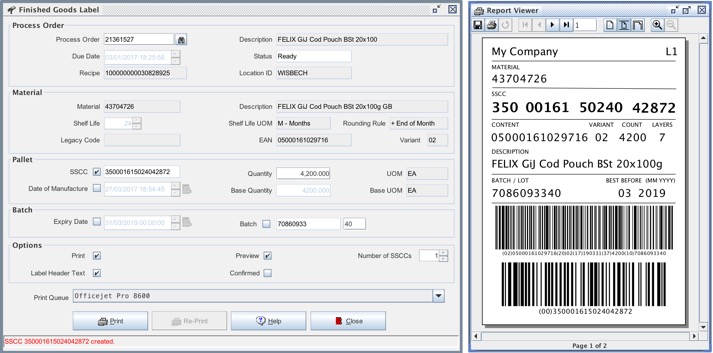 Finished Goods Label
Process Order
Process Order 21361527
Description FELIX GiJ Cod Pouch BSt 20x100
Due Date 03/01/2017 18:25:58
Status Ready
Recipe 100000000030828925
Location ID WISBECH
Material
Material 43704726
Description FELIX GiJ Cod Pouch BSt 20x100g GB
Shelf Life 24
Shelf Life UOM M - Months
Rounding Rule + End of Month
Legacy Code
EAN 05000161029716
Variant 02
Pallet
SSCC 350001615024042872
Quantity 4,200.000
UOM EA
Date of Manufacture 27/03/2017 18:54:45
Base Quantity 4200.000
Base UOM EA
Batch
Expiry Date 31/03/2019 00:00:00
Batch 70860933 40
Options
Print
Preview
Number of SSCCs 1
Label Header Text
Confirmed
Print Queue Officejet Pro 8600
Print
Re-Print
Help
Close
SSCC 350001615024042872 created.
Report Viewer
1
My Company L1
MATERIAL
43704726
SSCC
350 00161 50240 42872
CONTENT VARIANT COUNT LAYERS
05000161029716 02 4200 7
DESCRIPTION
FELIX GiJ Cod Pouch BSt 20x100g
BATCH / LOT BEST BEFORE (MM YYYY)
7086093340 03 2019
(02)05000161029716(20)02(17)190331(37)4200(10)7086093340
(00)350001615024042872
Page 1 of 2